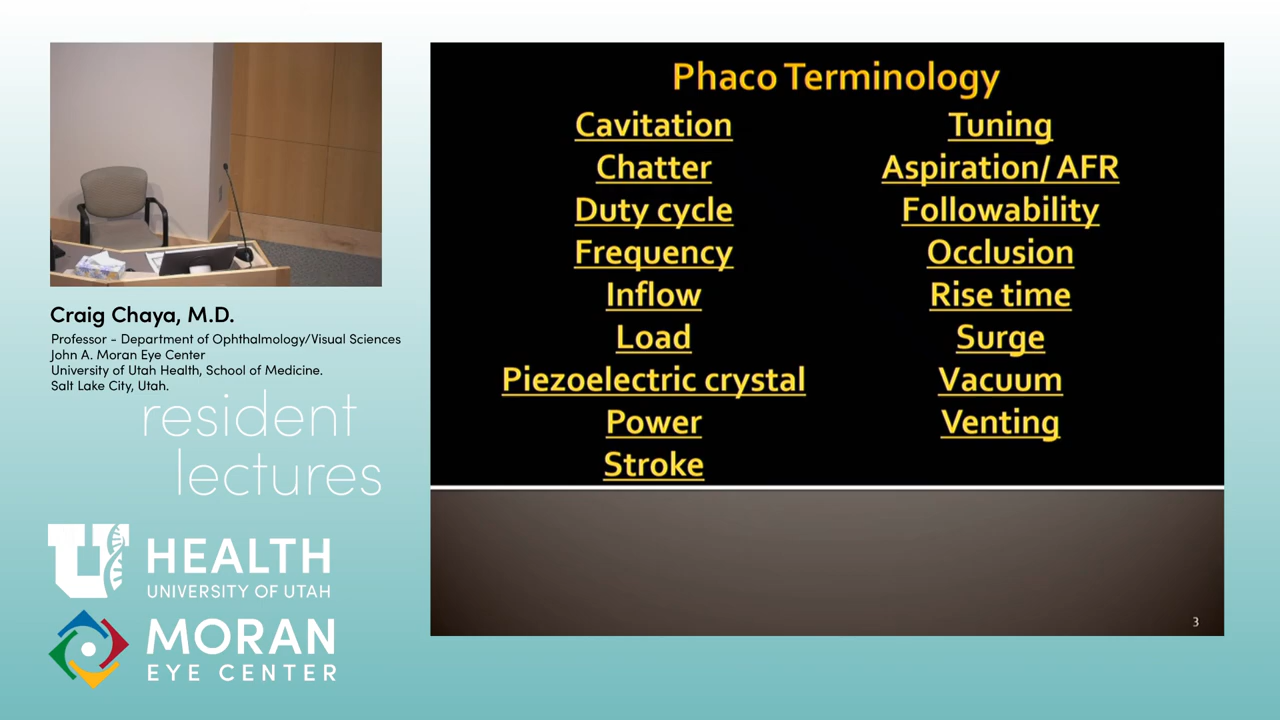 Craig Chaya, M.D.
Professor - Department of Ophthalmology/Visual Sciences
John A. Moran Eye Center
University of Utah Health, School of Medicine.
Salt Lake City, Utah.
resident
lectures
U HEALTH
UNIVERSITY OF UTAH
MORAN
EYE CENTER
Phaco Terminology
Cavitation
Chatter
Duty cycle
Frequency
Inflow
Load
Piezoelectric crystal
Power
Stroke
Tuning
Aspiration/ AFR
Followability
Occlusion
Rise time
Surge
Vacuum
Venting
3